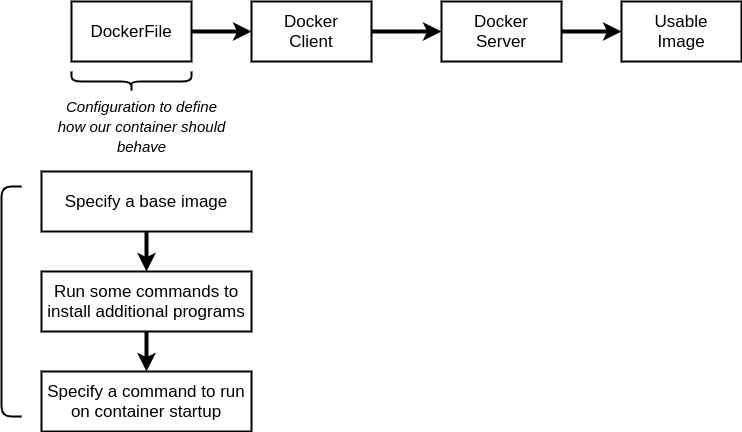 DockerFile
Docker
Client
Docker
Server
Usable
Image
Configuration to define
how our container should
behave
Specify a base image
Run some commands to
install additional programs
Specify a command to run
on container startup